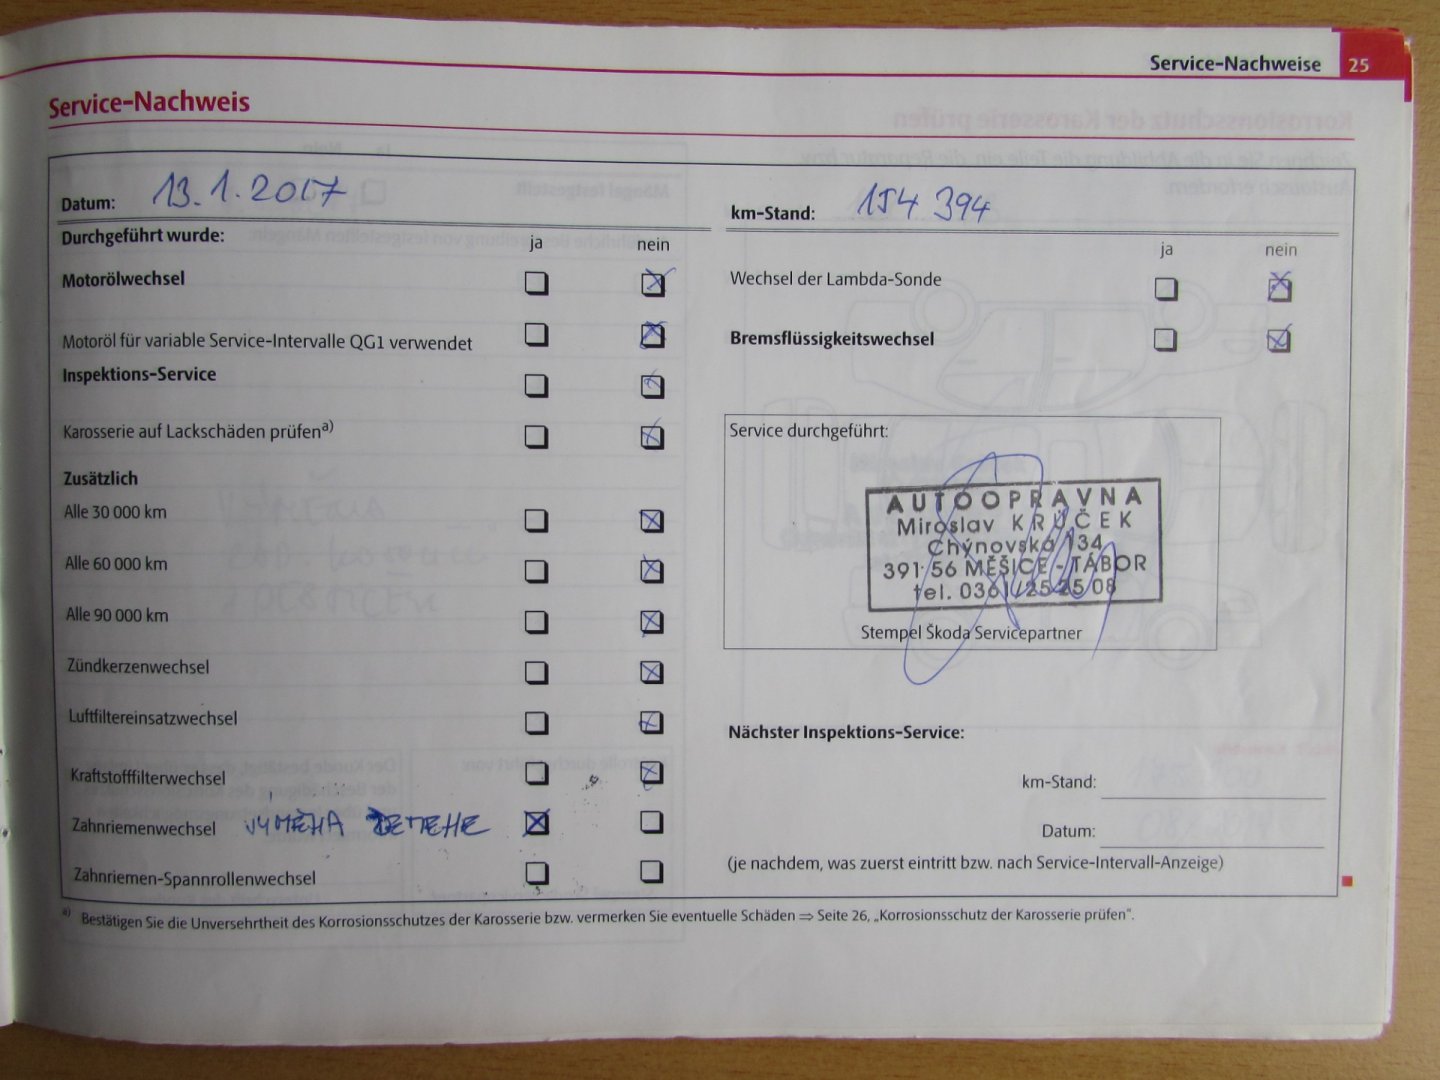 Service-Nachweise 25
Service-Nachweis
Datum: 13.1.2017
km-Stand: 154 394
Durchgeführt wurde:
ja nein
Motorölwechsel
Motoröl für variable Service-Intervalle QG1 verwendet
Inspektions-Service
Karosserie auf Lackschäden prüfen a)
Zusätzlich
Alle 30 000 km
Alle 60 000 km
Alle 90 000 km
Zündkerzenwechsel
Luftfiltereinsatzwechsel
Kraftstofffilterwechsel
Zahnriemenwechsel VÝMĚNA
Zahnriemen-Spannrollenwechsel
ja nein
Wechsel der Lambda-Sonde
Bremsflüssigkeitswechsel
Service durchgeführt:
AUTOOPRAVNA
Miroslav KRŮČEK
Chýnovská 134
391 56 MĚŠICE - TÁBOR
tel. 0361/25 25 08
Stempel Škoda Servicepartner
Nächster Inspektions-Service:
km-Stand:
Datum:
(je nachdem, was zuerst eintritt bzw. nach Service-Intervall-Anzeige)
a) Bestätigen Sie die Unversehrtheit des Korrosionsschutzes der Karosserie bzw. vermerken Sie eventuelle Schäden ⇒ Seite 26, „Korrosionsschutz der Karosserie prüfen“.